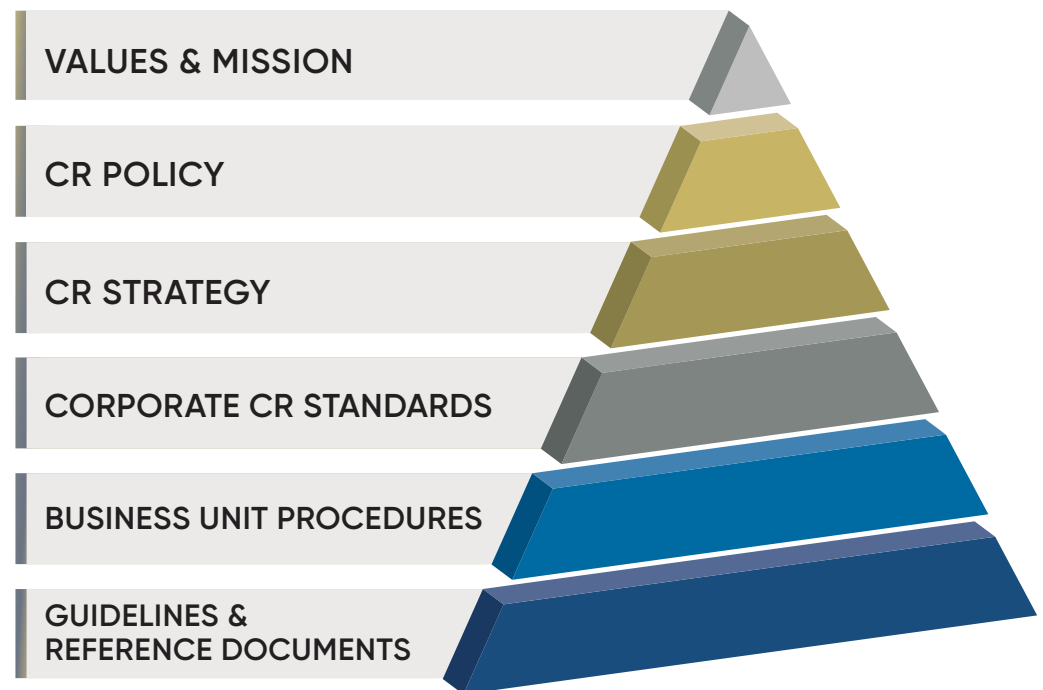 VALUES & MISSION
CR POLICY
CR STRATEGY
CORPORATE CR STANDARDS
BUSINESS UNIT PROCEDURES
GUIDELINES &
REFERENCE DOCUMENTS